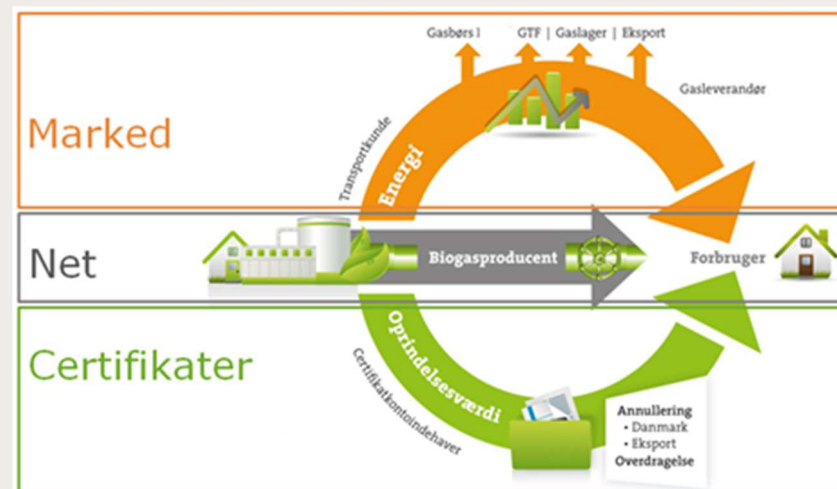 Marked
Gasbørs l
GTF | Gaslager | Eksport
Gasleverandør
Transportkunde
Energi
Net
Biogasproducent
Forbruger
Certifikater
Oprindelsesværdi
Certifikatkontoindehaver
Annullering
• Danmark
• Eksport
Overdragelse